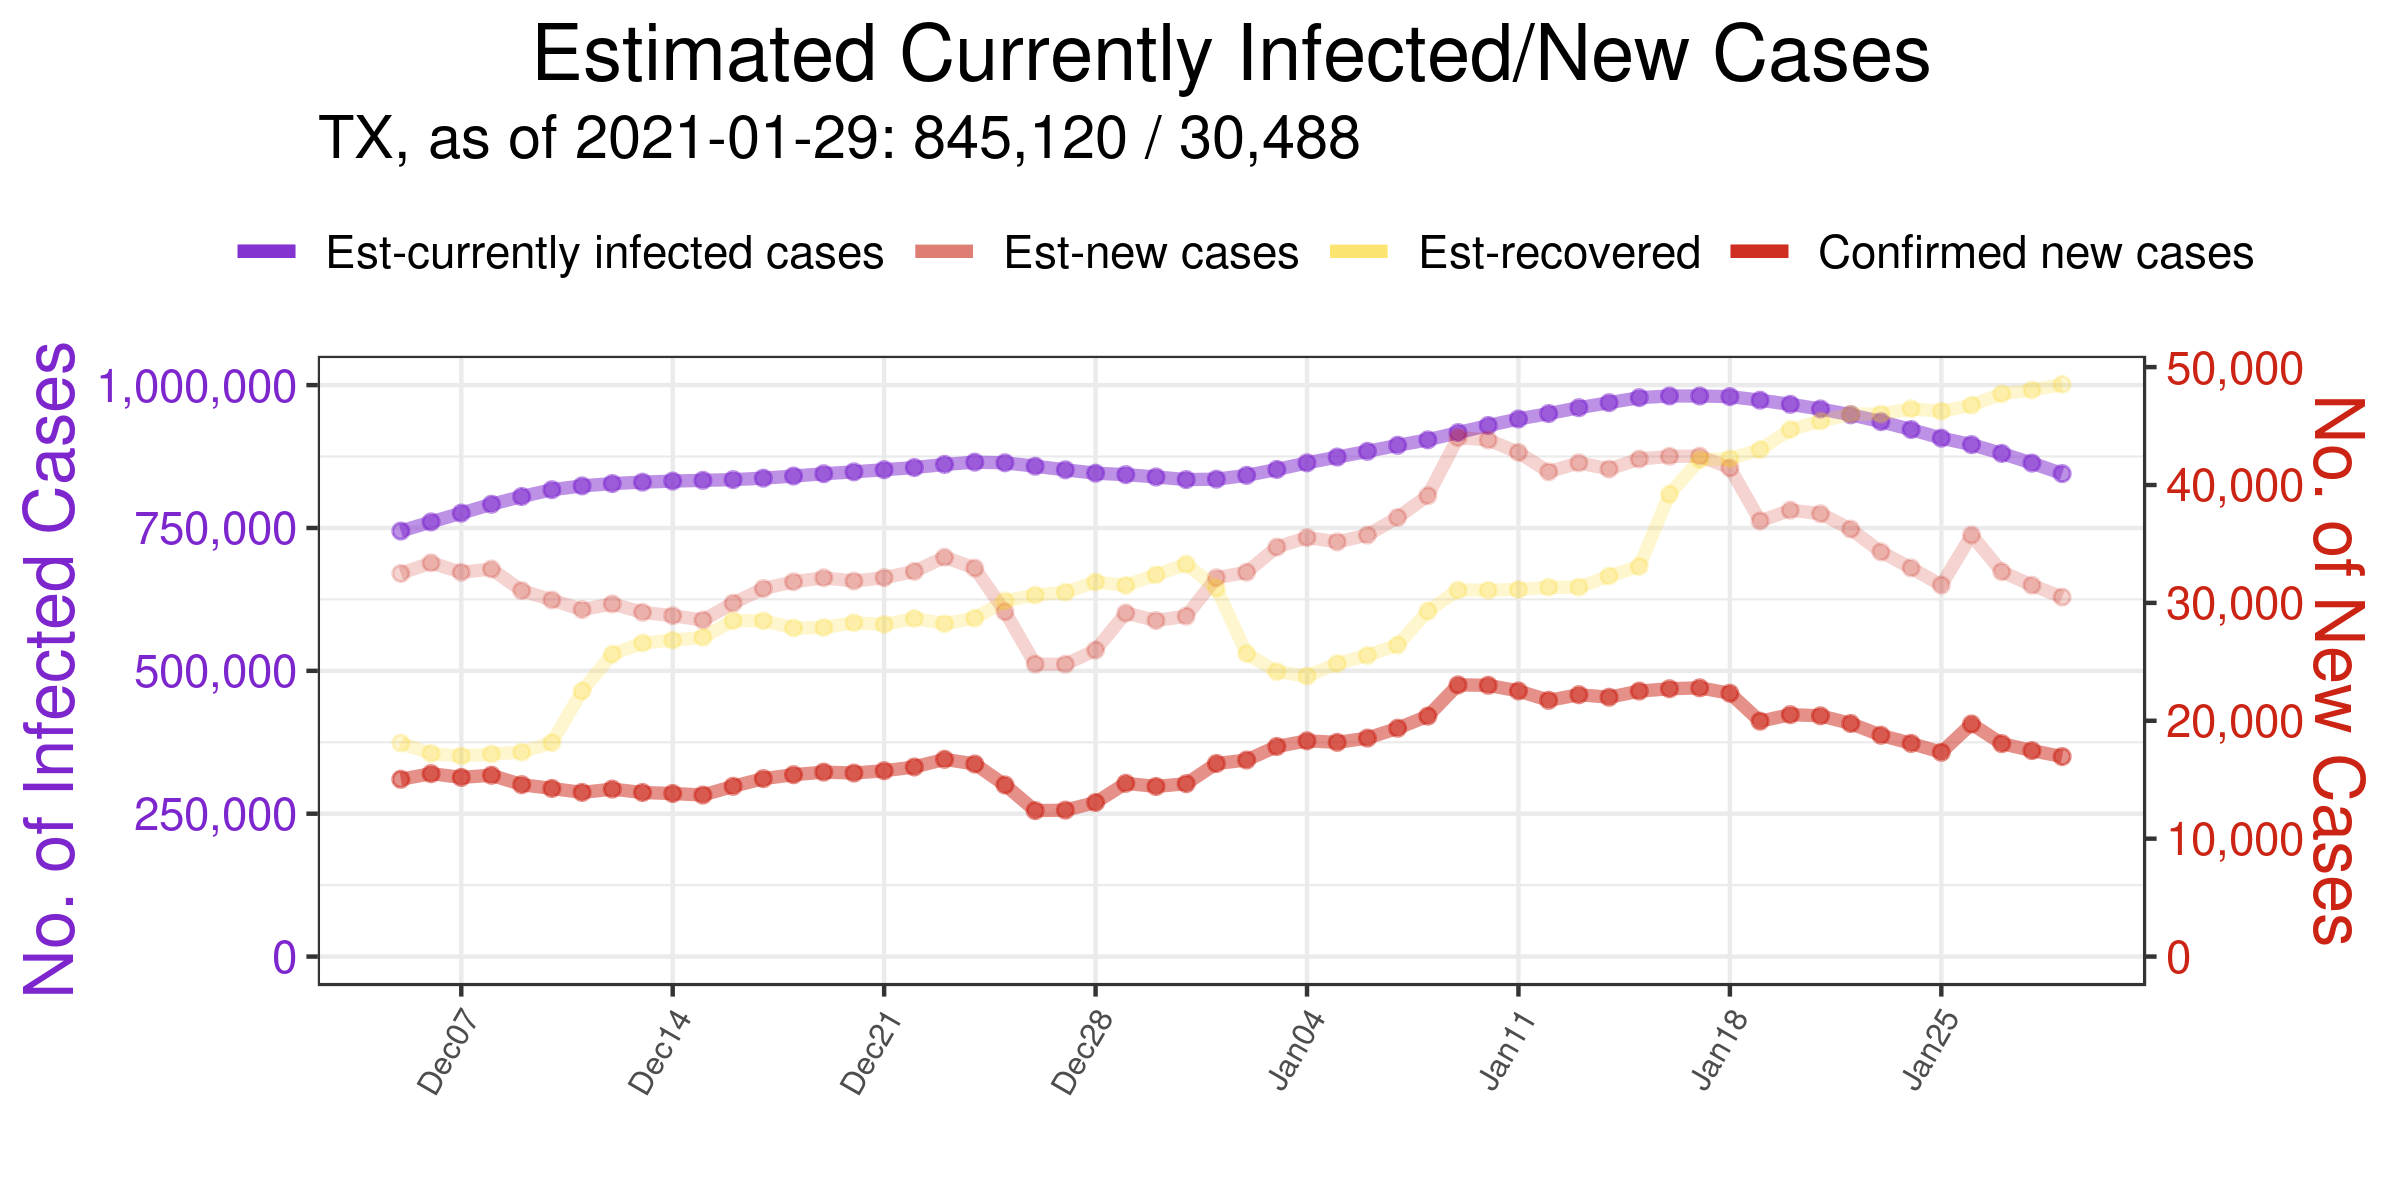 Estimated Currently Infected/New Cases
TX, as of 2021-01-29: 845,120 / 30,488
Est-currently infected cases Est-new cases Est-recovered Confirmed new cases
No. of Infected Cases
1,000,000
750,000
500,000
250,000
0
50,000
40,000
30,000
20,000
10,000
0
No. of New Cases
Dec07 Dec14 Dec21 Dec28 Jan04 Jan11 Jan18 Jan25